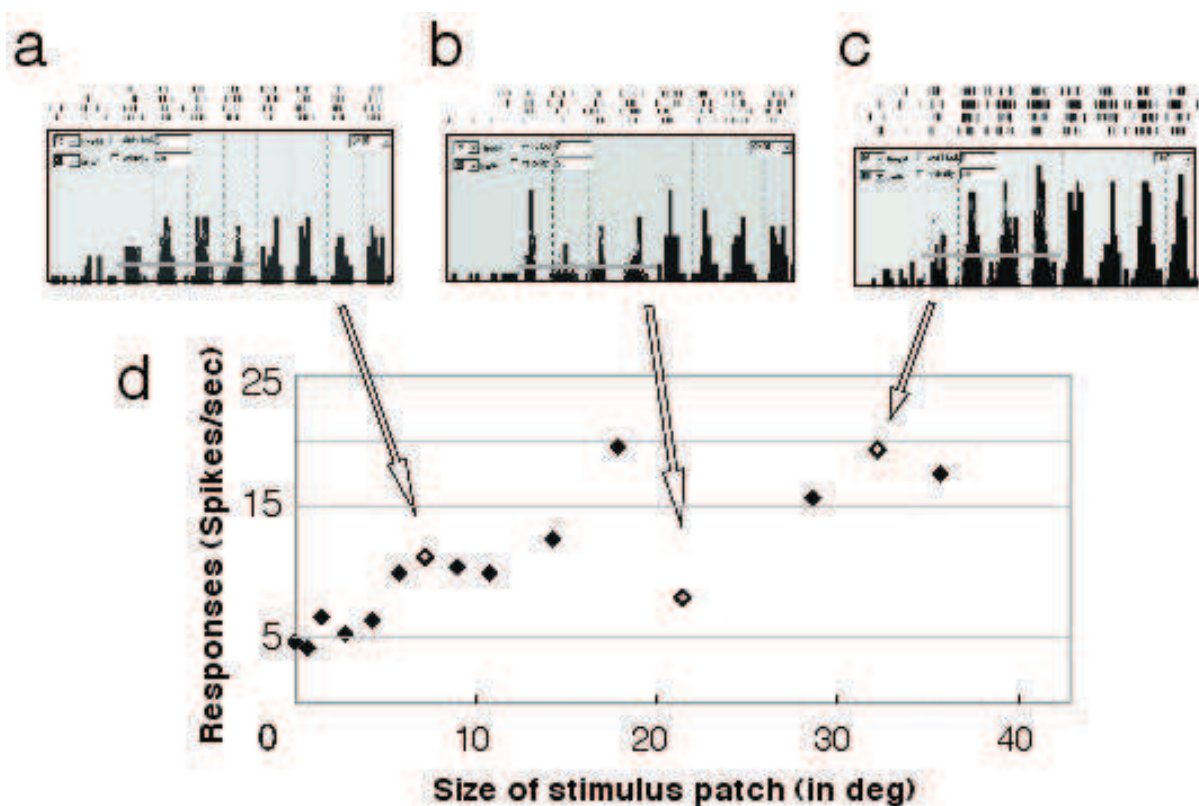 a
b
c
d
Responses (Spikes/sec)
25
15
5
0
10
20
30
40
Size of stimulus patch (in deg)